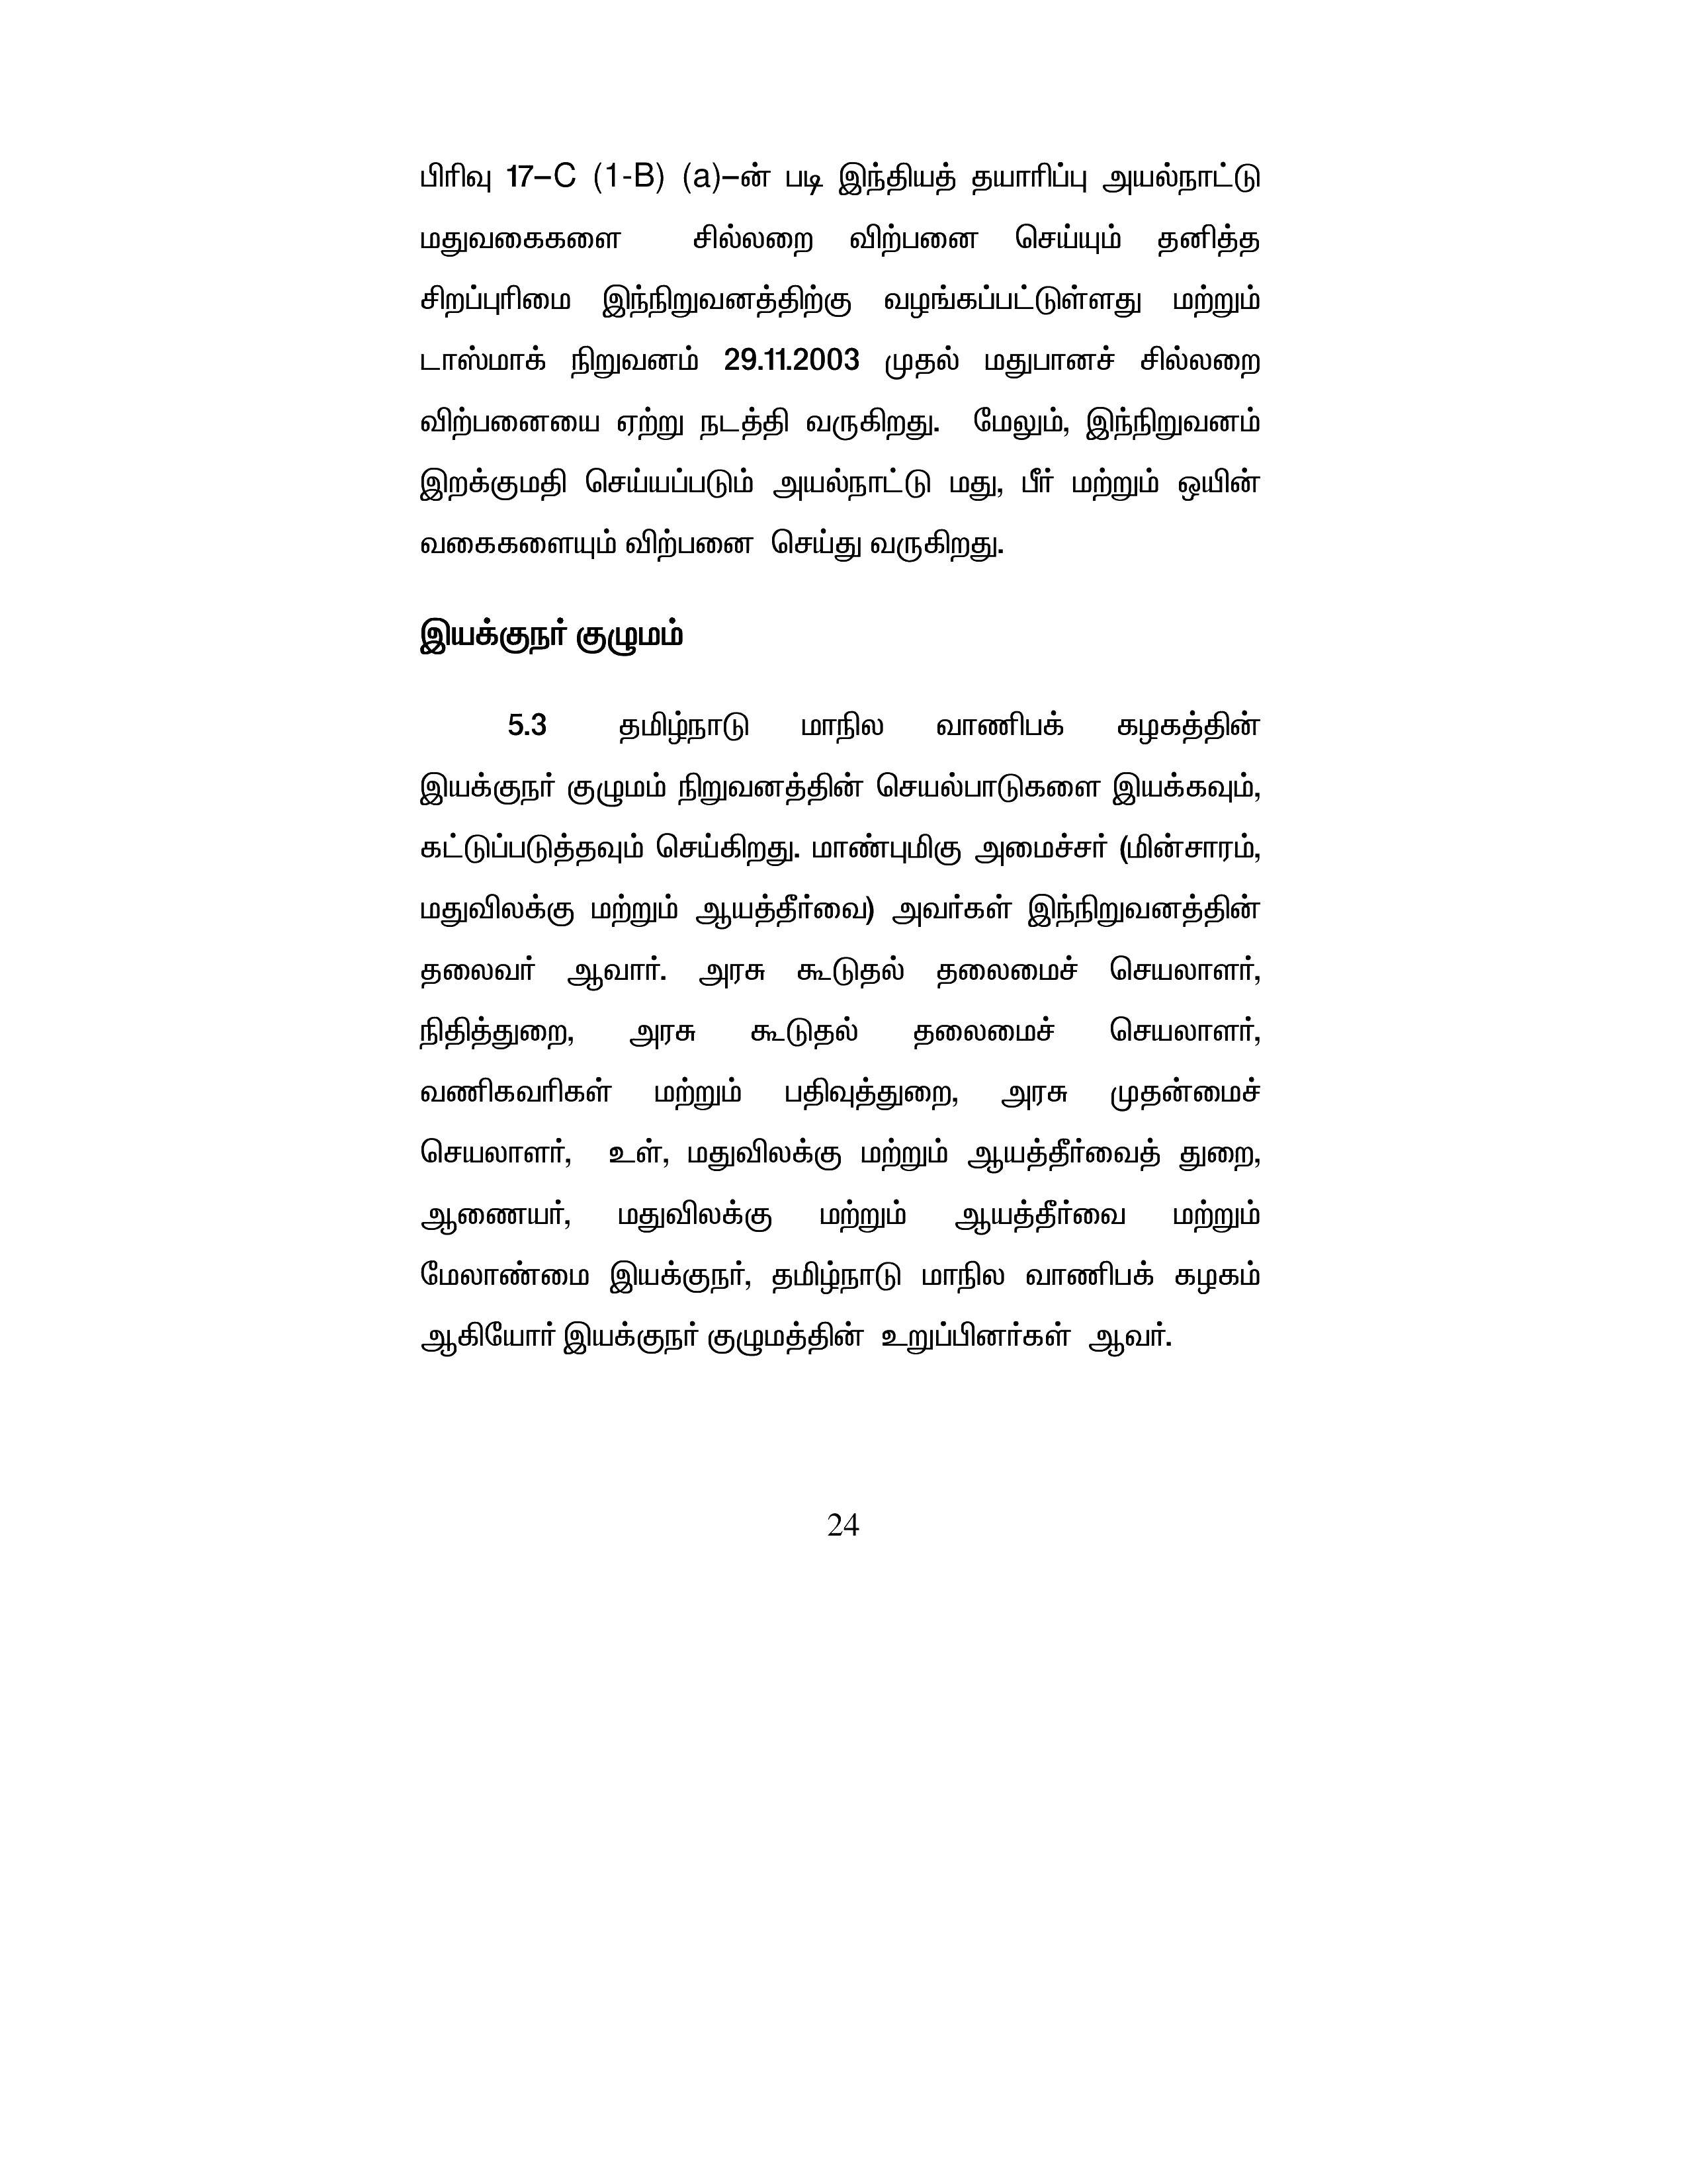 பிரிவு 17–C (1-B) (a)–ன் படி இந்தியத் தயாரிப்பு அயல்நாட்டு
மதுவகைகளை சில்லறை விற்பனை செய்யும் தனித்த
சிறப்புரிமை இந்நிறுவனத்திற்கு வழங்கப்பட்டுள்ளது மற்றும்
டாஸ்மாக் நிறுவனம் 29.11.2003 முதல் மதுபானச் சில்லறை
விற்பனையை ஏற்று நடத்தி வருகிறது. மேலும், இந்நிறுவனம்
இறக்குமதி செய்யப்படும் அயல்நாட்டு மது, பீர் மற்றும் ஒயின்
வகைகளையும் விற்பனை செய்து வருகிறது.
இயக்குநர் குழுமம்
5.3 தமிழ்நாடு மாநில வாணிபக் கழகத்தின்
இயக்குநர் குழுமம் நிறுவனத்தின் செயல்பாடுகளை இயக்கவும்,
கட்டுப்படுத்தவும் செய்கிறது. மாண்புமிகு அமைச்சர் (மின்சாரம்,
மதுவிலக்கு மற்றும் ஆயத்தீர்வை) அவர்கள் இந்நிறுவனத்தின்
தலைவர் ஆவார். அரசு கூடுதல் தலைமைச் செயலாளர்,
நிதித்துறை, அரசு கூடுதல் தலைமைச் செயலாளர்,
வணிகவரிகள் மற்றும் பதிவுத்துறை, அரசு முதன்மைச்
செயலாளர், உள், மதுவிலக்கு மற்றும் ஆயத்தீர்வைத் துறை,
ஆணையர், மதுவிலக்கு மற்றும் ஆயத்தீர்வை மற்றும்
மேலாண்மை இயக்குநர், தமிழ்நாடு மாநில வாணிபக் கழகம்
ஆகியோர் இயக்குநர் குழுமத்தின் உறுப்பினர்கள் ஆவர்.
24